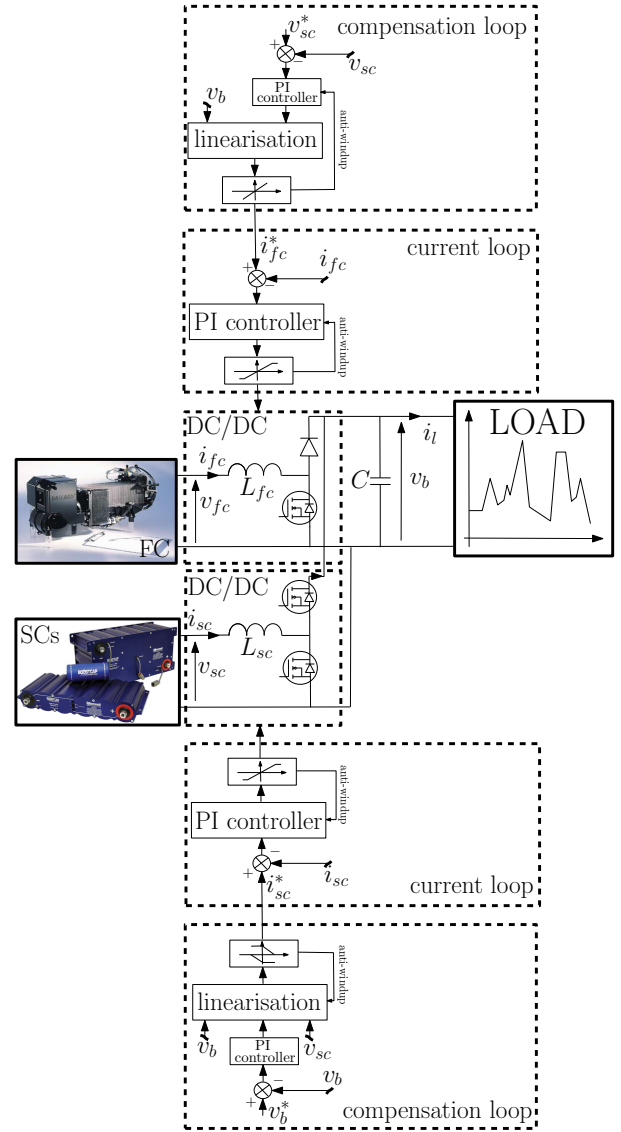 v*sc
compensation loop
+
−
vsc
PI
controller
vb
anti-windup
linearisation
i*fc
current loop
+
−
ifc
PI controller
anti-windup
DC/DC
LOAD
ifc
il
Lfc
C
vb
vfc
FC
DC/DC
SCs
isc
Lsc
vsc
anti-windup
PI controller
−
+
i*sc
isc
current loop
anti-windup
linearisation
vb
vsc
PI
controller
−
vb
+
v*b
compensation loop